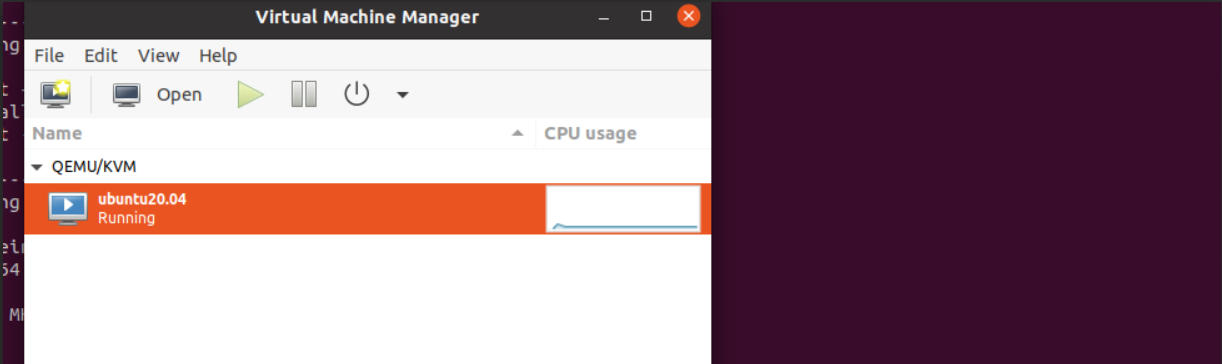 Virtual Machine Manager
File Edit View Help
Open
Name CPU usage
QEMU/KVM
ubuntu20.04
Running